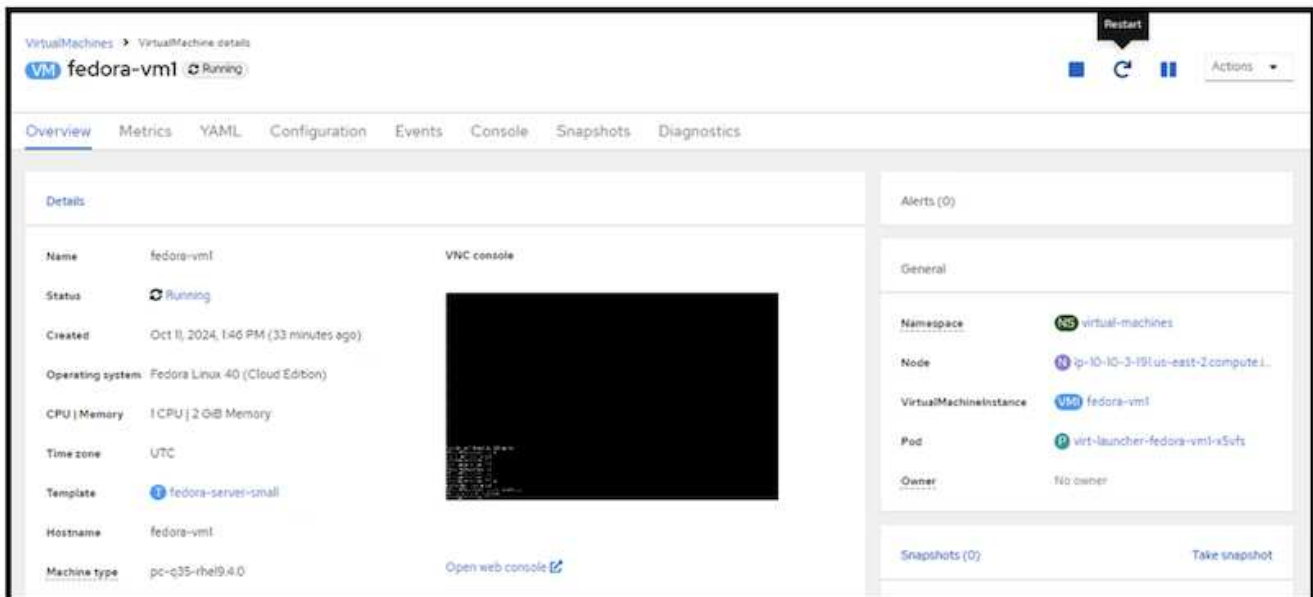 Restart
VirtualMachines > VirtualMachine details
VM fedora-vm1 Running
Actions
Overview Metrics YAML Configuration Events Console Snapshots Diagnostics
Details
Name fedora-vm1
Status Running
Created Oct 11, 2024, 1:46 PM (33 minutes ago)
Operating system Fedora Linux 40 (Cloud Edition)
CPU | Memory 1 CPU | 2 GiB Memory
Time zone UTC
Template T fedora-server-small
Hostname fedora-vm1
Machine type pc-q35-rhel9.4.0
VNC console
Open web console
Alerts (0)
General
Namespace NS virtual-machines
Node N ip-10-10-3-191.us-east-2.compute.i...
VirtualMachineInstance VMI fedora-vm1
Pod P virt-launcher-fedora-vm1-x5vfs
Owner No owner
Snapshots (0) Take snapshot